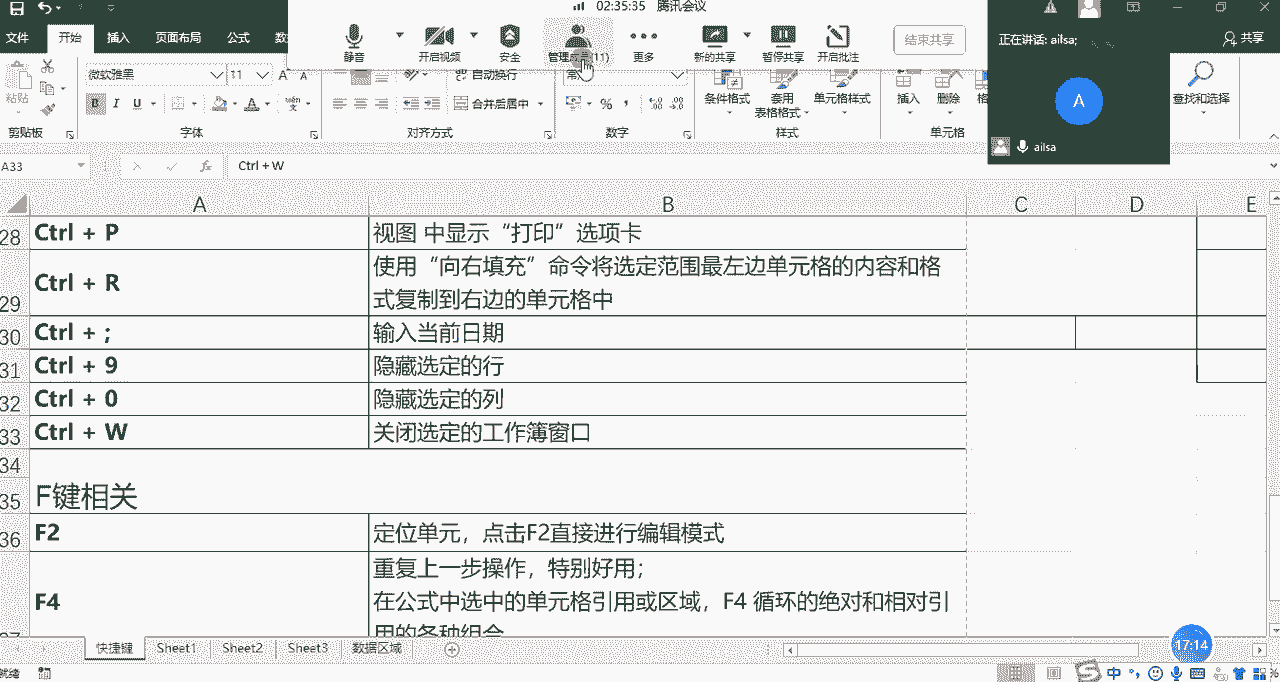 02:35:35 腾讯会议
静音 开启视频 安全 管理成员(11) 更多 新的共享 暂停共享 开启批注 结束共享
正在讲话: ailsa;
A
ailsa
文件 开始 插入 页面布局 公式 共享
粘贴 微软雅黑 11 自动换行 合并后居中 条件格式 套用 表格格式 单元格样式 插入 删除 查找和选择
剪贴板 字体 对齐方式 数字 样式 单元格
A33 fx Ctrl + W
A B C D E
28 Ctrl + P 视图 中显示“打印”选项卡
使用“向右填充”命令将选定范围最左边单元格的内容和格
29 Ctrl + R 式复制到右边的单元格中
30 Ctrl + ; 输入当前日期
31 Ctrl + 9 隐藏选定的行
32 Ctrl + 0 隐藏选定的列
33 Ctrl + W 关闭选定的工作簿窗口
34
35 F键相关
36 F2 定位单元，点击F2直接进行编辑模式
重复上一步操作，特别好用；
F4 在公式中选中的单元格引用或区域，F4 循环的绝对和相对引
用的各种组合
快捷键 Sheet1 Sheet2 Sheet3 数据区域
17:14
就绪 中